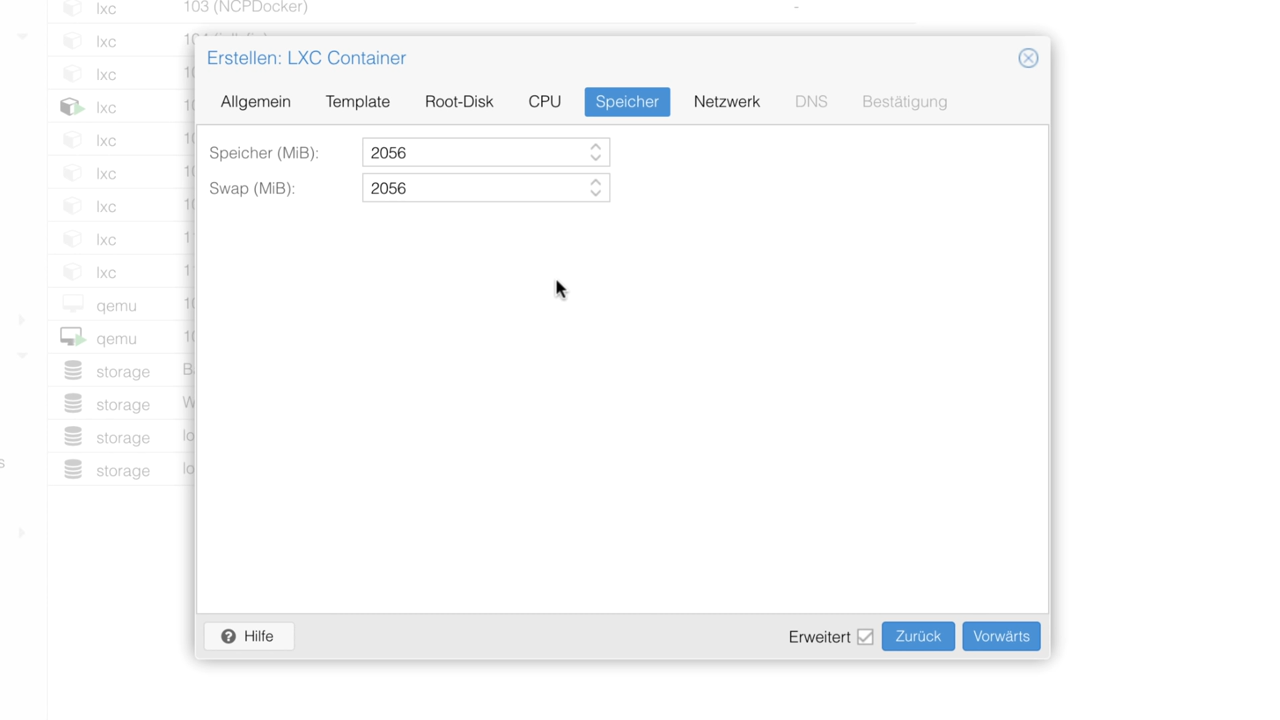 lxc 103 (NCPDocker) -
lxc
Erstellen: LXC Container
lxc
Allgemein Template Root-Disk CPU Speicher Netzwerk DNS Bestätigung
lxc
lxc
Speicher (MiB): 2056
lxc
Swap (MiB): 2056
lxc
lxc
lxc
qemu
qemu
storage
storage
storage
storage
Hilfe Erweitert Zurück Vorwärts